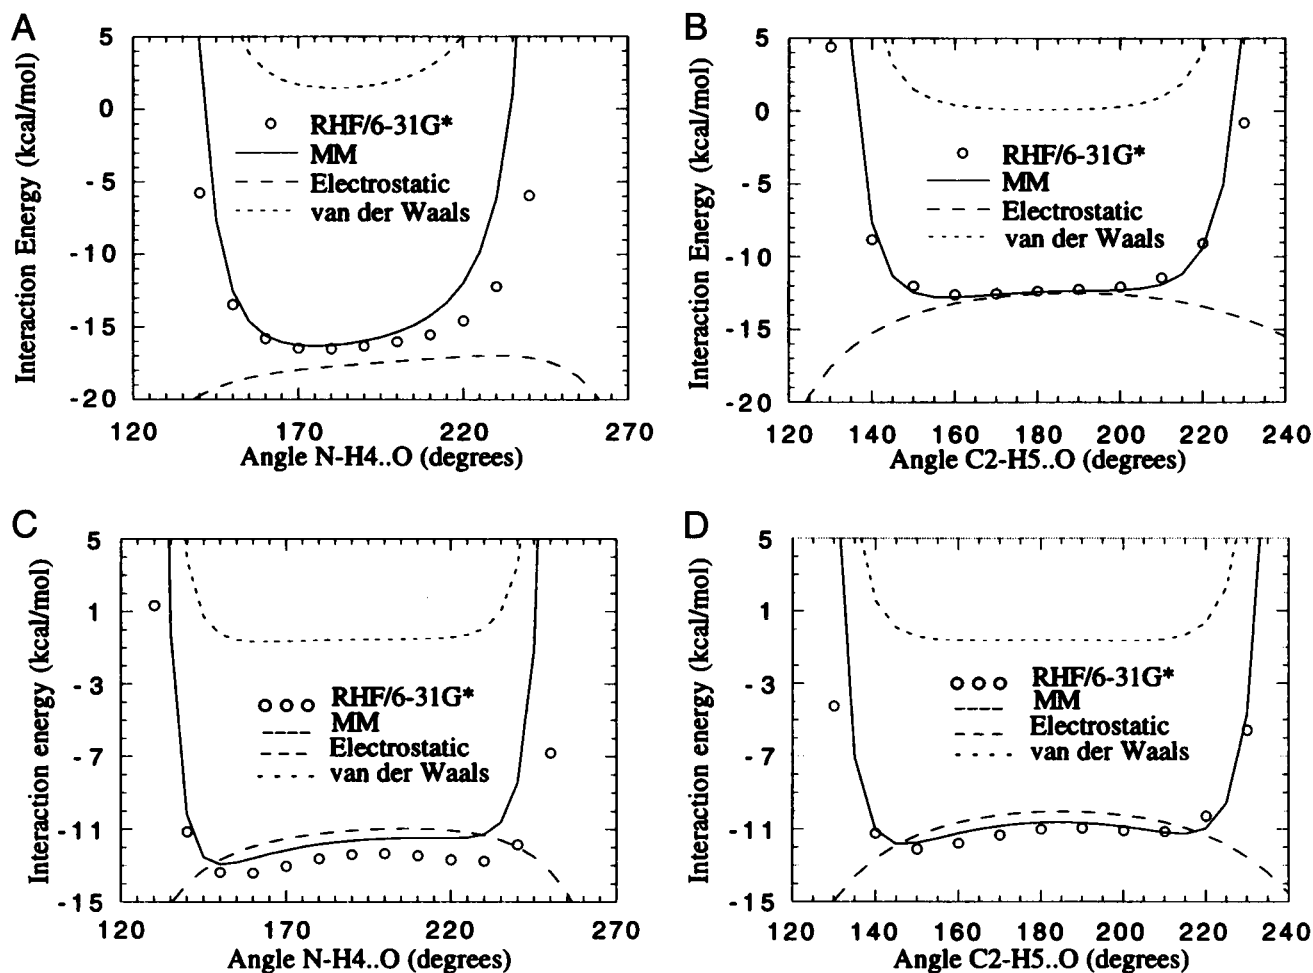 A
Interaction Energy (kcal/mol)
5
0
-5
-10
-15
-20
RHF/6-31G*
MM
Electrostatic
van der Waals
120 170 220 270
Angle N-H4..O (degrees)
B
Interaction Energy (kcal/mol)
5
0
-5
-10
-15
-20
RHF/6-31G*
MM
Electrostatic
van der Waals
120 140 160 180 200 220 240
Angle C2-H5..O (degrees)
C
Interaction energy (kcal/mol)
5
1
-3
-7
-11
-15
RHF/6-31G*
MM
Electrostatic
van der Waals
120 170 220 270
Angle N-H4..O (degrees)
D
Interaction energy (kcal/mol)
5
1
-3
-7
-11
-15
RHF/6-31G*
MM
Electrostatic
van der Waals
120 140 160 180 200 220 240
Angle C2-H5..O (degrees)